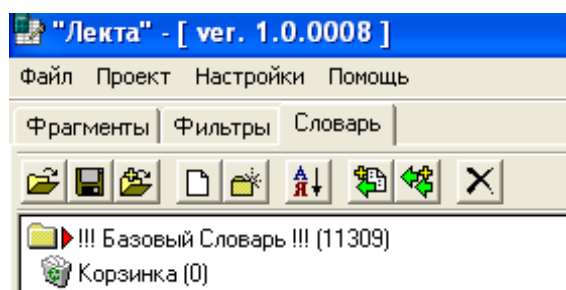 "Лекта" - [ ver. 1.0.0008 ]
Файл Проект Настройки Помощь
Фрагменты Фильтры Словарь
А Я
!!! Базовый Словарь !!! (11309)
Корзинка (0)